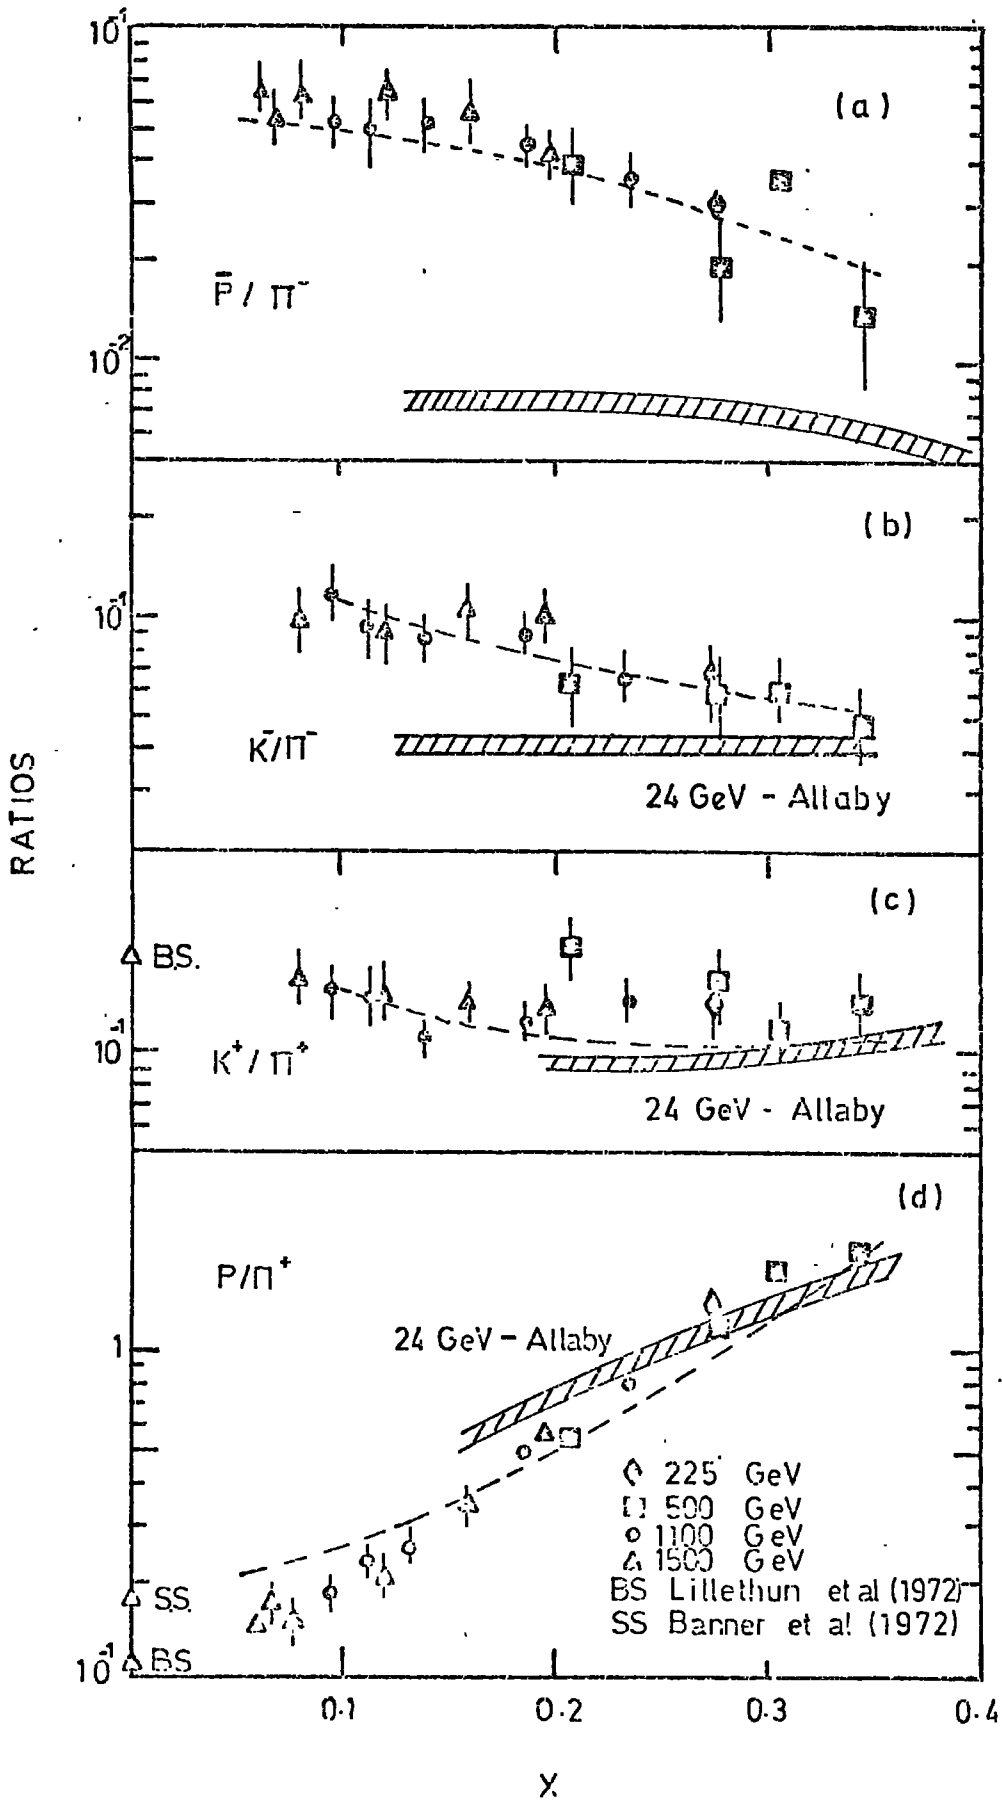 10⁻¹
(a)
P̄/Π⁻
10⁻²
(b)
10⁻¹
K⁻/Π⁻
24 GeV - Allaby
RATIOS
(c)
B.S.
10⁻¹
K⁺/Π⁺
24 GeV - Allaby
(d)
P/Π⁺
24 GeV - Allaby
1
225 GeV
500 GeV
1100 GeV
1500 GeV
BS Lillethun et al (1972)
SS Banner et al (1972)
S.S.
10⁻¹
BS
0.1 0.2 0.3 0.4
X